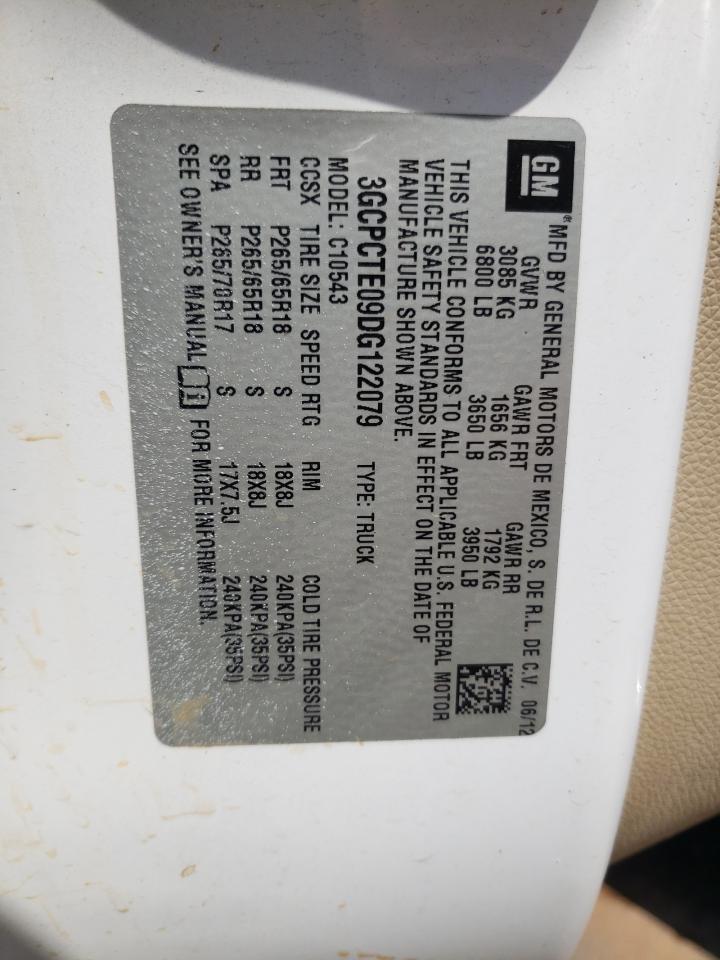 GM® MFD BY GENERAL MOTORS DE MEXICO, S. DE R.L. DE C.V. 06/12
GVWR GAWR FRT GAWR RR
3085 KG 1656 KG 1792 KG
6800 LB 3650 LB 3950 LB
THIS VEHICLE CONFORMS TO ALL APPLICABLE U.S. FEDERAL MOTOR
VEHICLE SAFETY STANDARDS IN EFFECT ON THE DATE OF
MANUFACTURE SHOWN ABOVE.
3GCPCTE09DG122079 TYPE: TRUCK
MODEL: C10543
CCSX TIRE SIZE SPEED RTG RIM COLD TIRE PRESSURE
FRT P265/65R18 S 18X8J 240KPA(35PSI)
RR P265/65R18 S 18X8J 240KPA(35PSI)
SPA P265/70R17 S 17X7.5J 240KPA(35PSI)
SEE OWNER'S MANUAL FOR MORE INFORMATION.